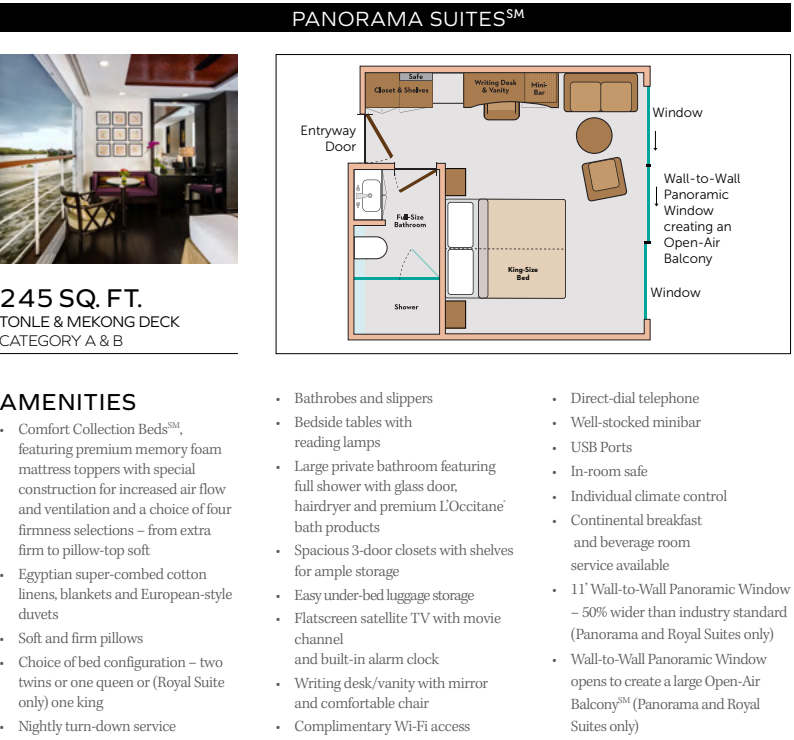 PANORAMA SUITES℠
Safe
Closet & Shelves
Writing Desk
& Vanity
Mini-
Bar
Window
Entryway
Door
Wall-to-Wall
Panoramic
Window
creating an
Open-Air
Balcony
Full-Size
Bathroom
King-Size
Bed
Window
Shower
245 SQ. FT.
TONLE & MEKONG DECK
CATEGORY A & B
AMENITIES
• Comfort Collection Beds℠,
featuring premium memory foam
mattress toppers with special
construction for increased air flow
and ventilation and a choice of four
firmness selections – from extra
firm to pillow-top soft
• Egyptian super-combed cotton
linens, blankets and European-style
duvets
• Soft and firm pillows
• Choice of bed configuration – two
twins or one queen or (Royal Suite
only) one king
• Nightly turn-down service
• Bathrobes and slippers
• Bedside tables with
reading lamps
• Large private bathroom featuring
full shower with glass door,
hairdryer and premium L'Occitane®
bath products
• Spacious 3-door closets with shelves
for ample storage
• Easy under-bed luggage storage
• Flatscreen satellite TV with movie
channel
and built-in alarm clock
• Writing desk/vanity with mirror
and comfortable chair
• Complimentary Wi-Fi access
• Direct-dial telephone
• Well-stocked minibar
• USB Ports
• In-room safe
• Individual climate control
• Continental breakfast
and beverage room
service available
• 11' Wall-to-Wall Panoramic Window
– 50% wider than industry standard
(Panorama and Royal Suites only)
• Wall-to-Wall Panoramic Window
opens to create a large Open-Air
Balcony℠ (Panorama and Royal
Suites only)